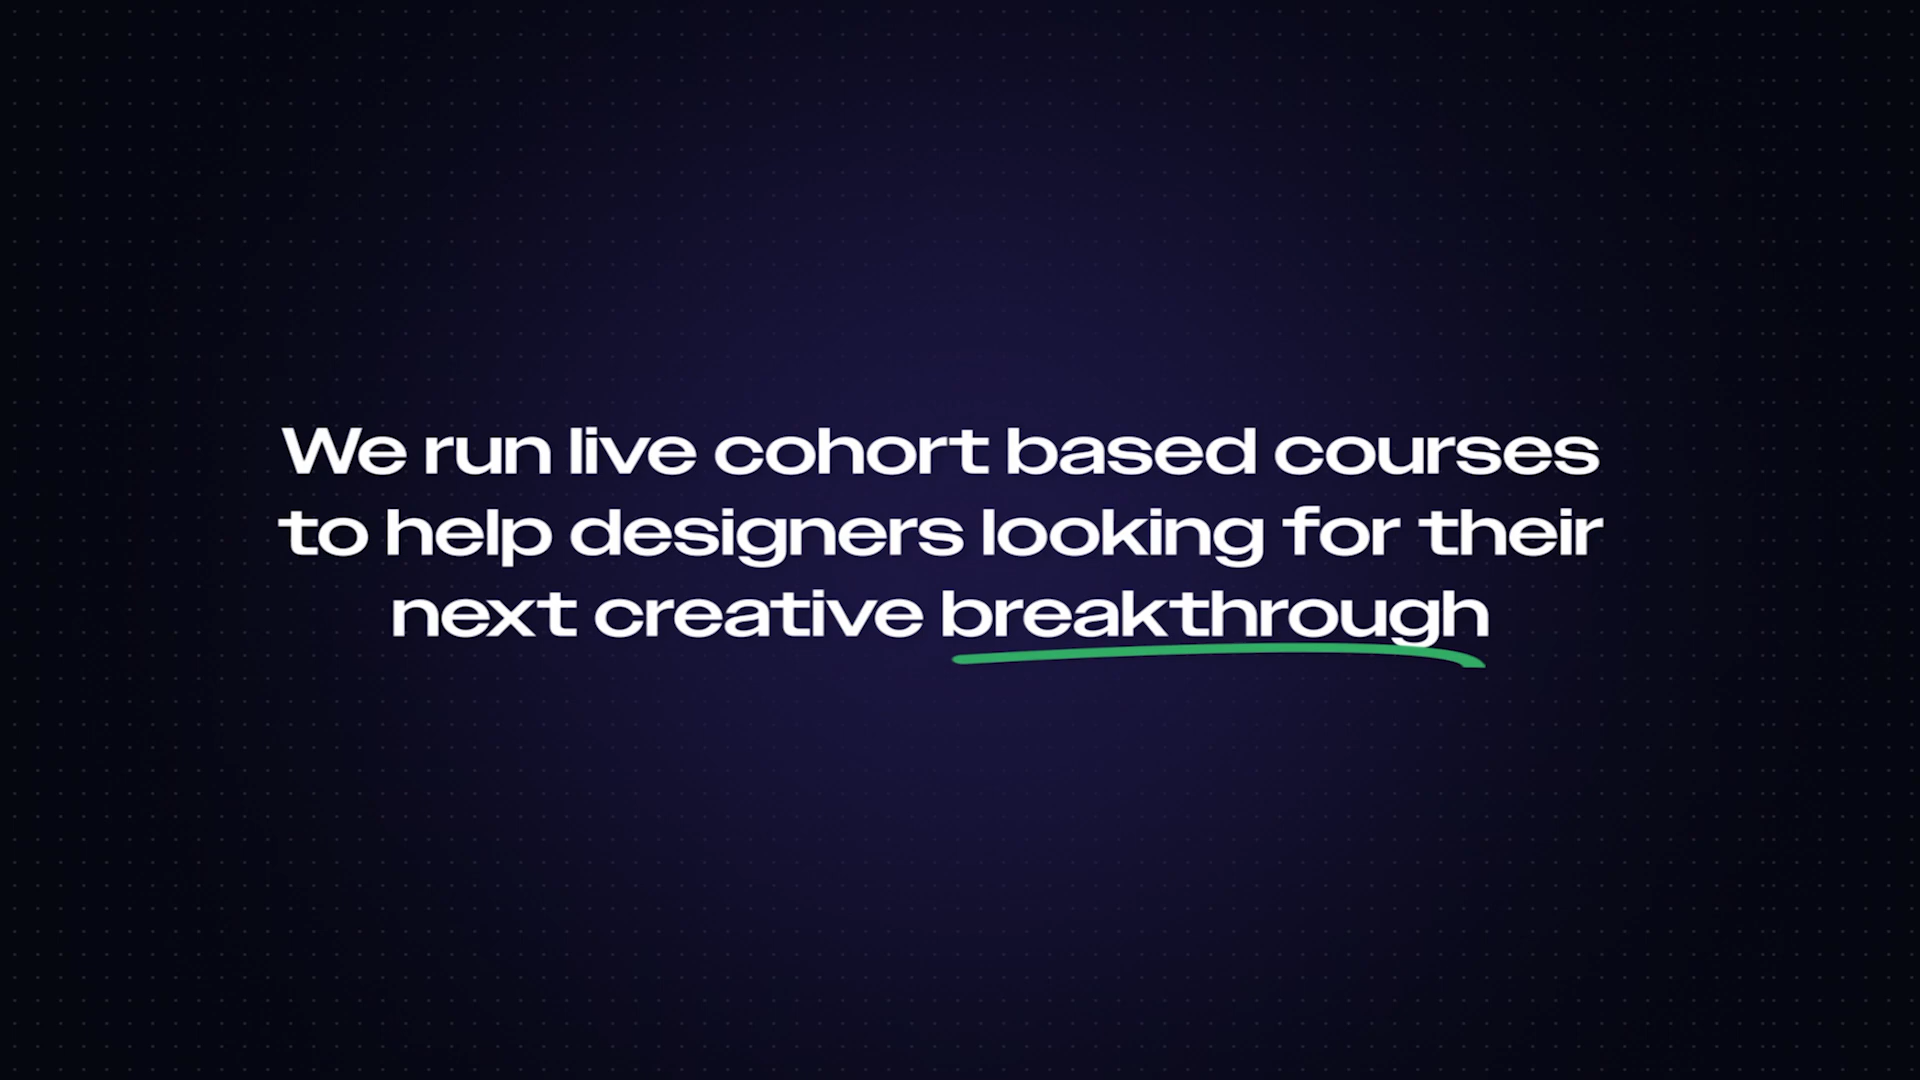 We run live cohort based courses
to help designers looking for their
next creative breakthrough